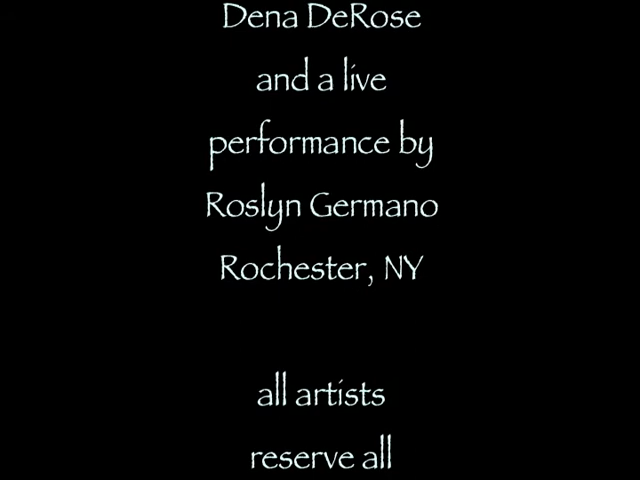 Dena DeRose
and a live
performance by
Roslyn Germano
Rochester, NY
all artists
reserve all